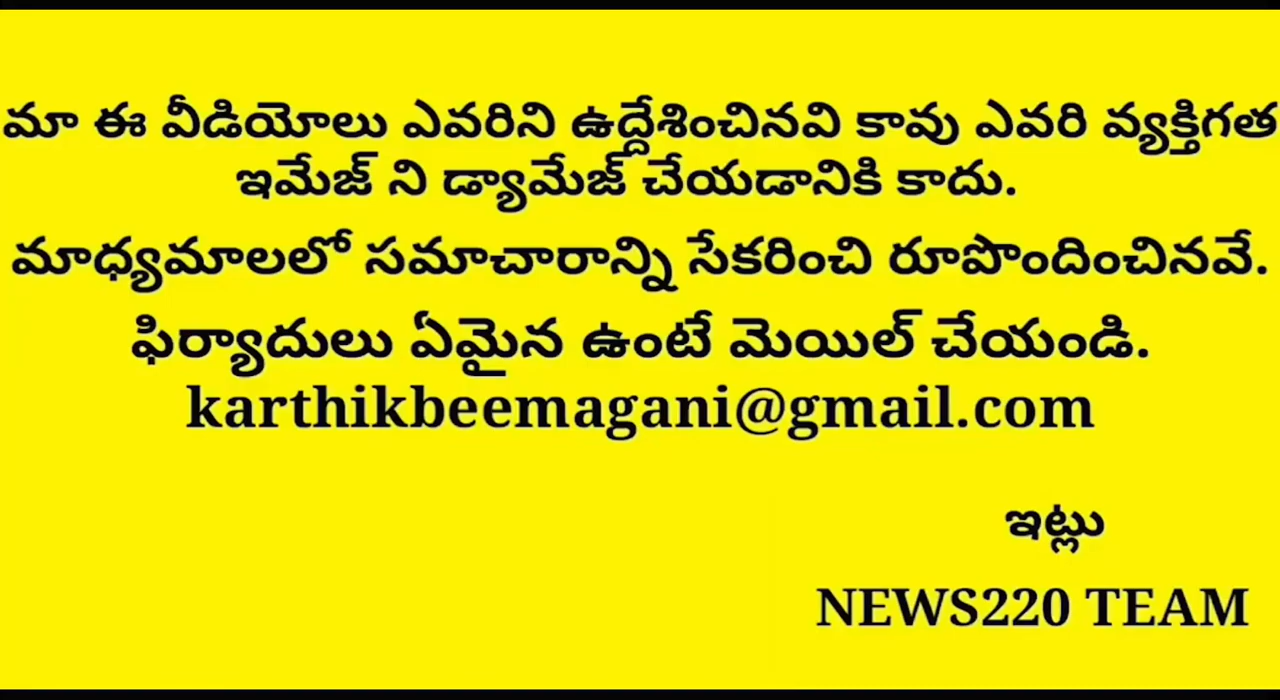 మా ఈ వీడియోలు ఎవరిని ఉద్దేశించినవి కావు ఎవరి వ్యక్తిగత
ఇమేజ్ ని డ్యామేజ్ చేయడానికి కాదు.
మాధ్యమాలలో సమాచారాన్ని సేకరించి రూపొందించినవే.
ఫిర్యాదులు ఏమైన ఉంటే మెయిల్ చేయండి.
karthikbeemagani@gmail.com
ఇట్లు
NEWS220 TEAM